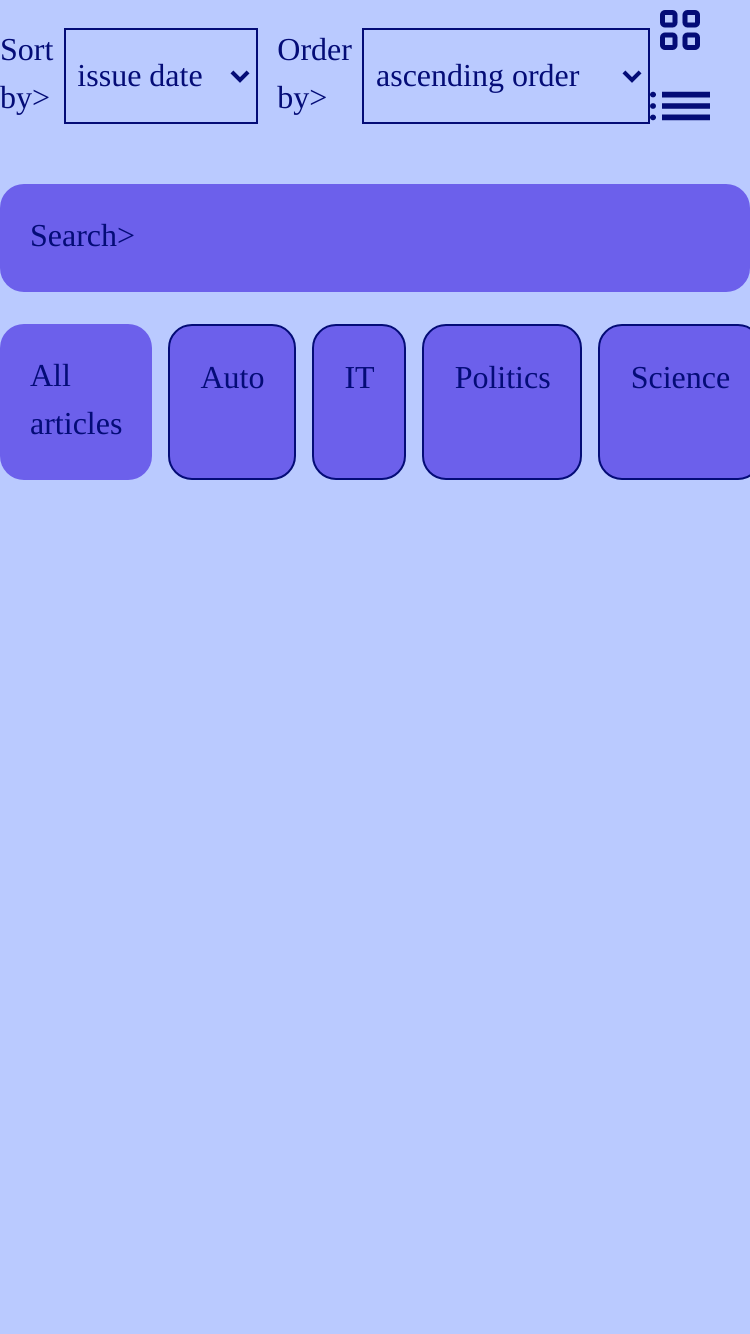 Sort
by>
issue date
Order
by>
ascending order
Search>
All
articles
Auto
IT
Politics
Science